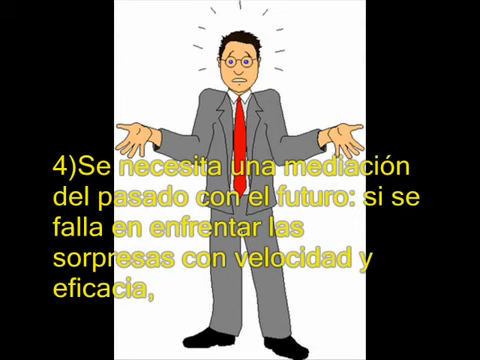 4)Se necesita una mediación
del pasado con el futuro: si se
falla en enfrentar las
sorpresas con velocidad y
eficacia,